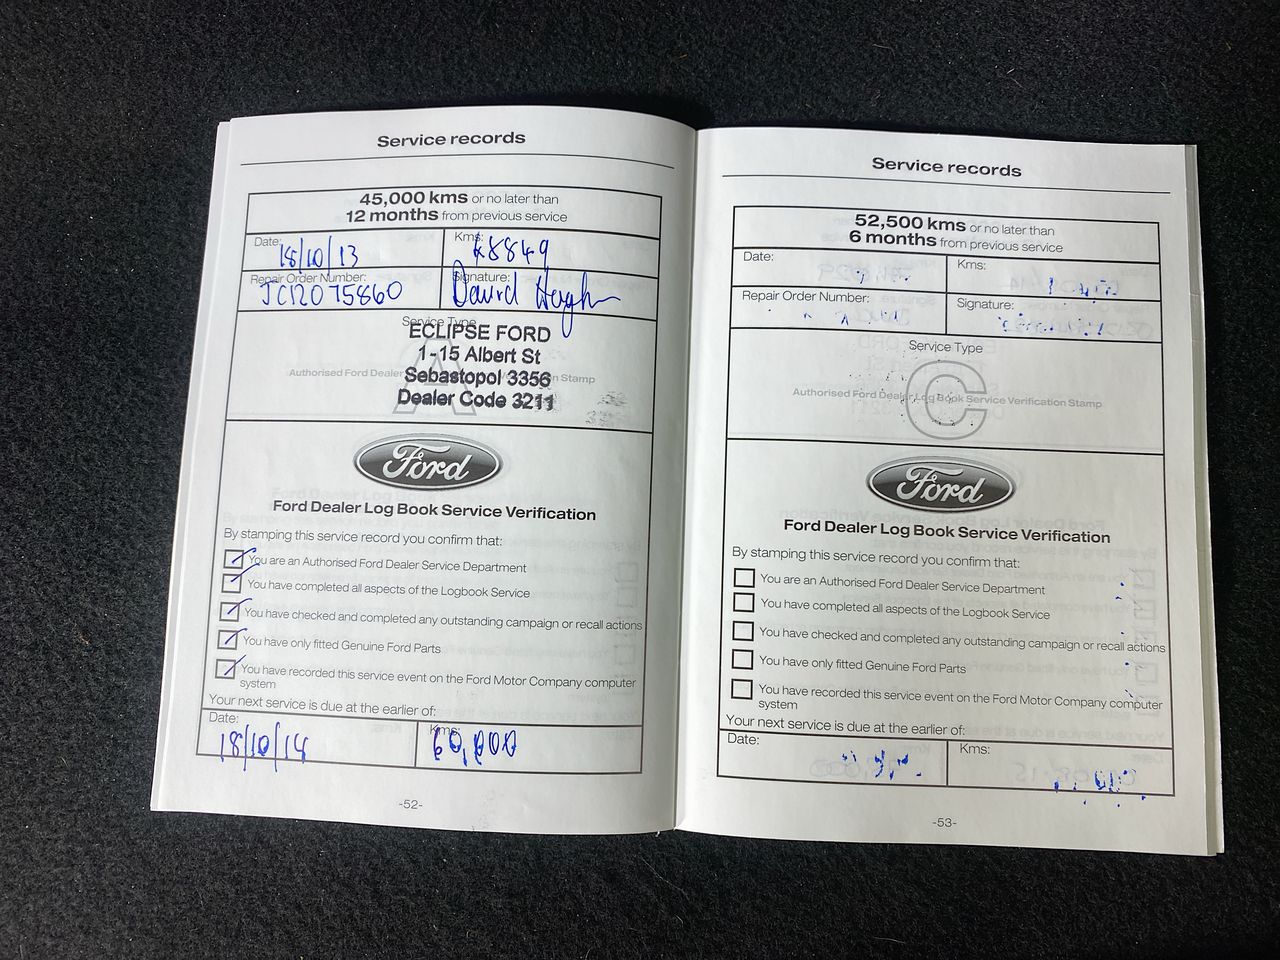 Service records
45,000 kms or no later than
12 months from previous service
Date: 18/10/13
Kms: 48849
Repair Order Number: JC12075860
Signature: David Hugh
Service Type
ECLIPSE FORD
1-15 Albert St
Authorised Ford Dealer Stamp
Sebastopol 3356
Dealer Code 3211
A
Ford
Ford Dealer Log Book Service Verification
By stamping this service record you confirm that:
You are an Authorised Ford Dealer Service Department
You have completed all aspects of the Logbook Service
You have checked and completed any outstanding campaign or recall actions
You have only fitted Genuine Ford Parts
You have recorded this service event on the Ford Motor Company computer
system
Your next service is due at the earlier of:
Date: 18/10/14
Kms: 60,000
-52-
Service records
52,500 kms or no later than
6 months from previous service
Date:
Kms:
Repair Order Number:
Signature:
Service Type
Authorised Ford Dealer Log Book Service Verification Stamp
C
Ford
Ford Dealer Log Book Service Verification
By stamping this service record you confirm that:
You are an Authorised Ford Dealer Service Department
You have completed all aspects of the Logbook Service
You have checked and completed any outstanding campaign or recall actions
You have only fitted Genuine Ford Parts
You have recorded this service event on the Ford Motor Company computer
system
Your next service is due at the earlier of:
Date:
Kms:
-53-